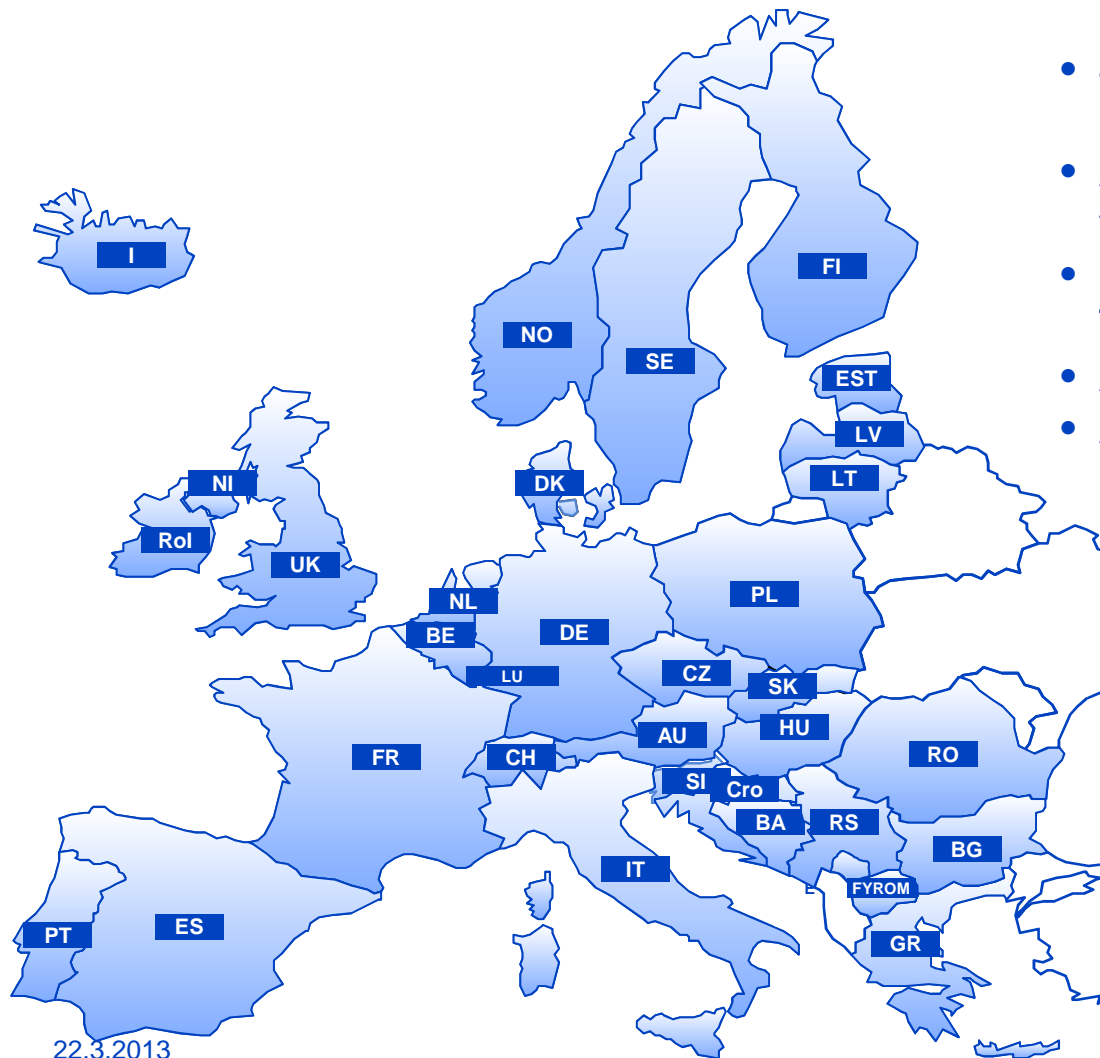 I
FI
NO
SE
EST
LV
LT
NI
DK
RoI
UK
NL
PL
BE
DE
LU
CZ
SK
AU
HU
FR
CH
SI
Cro
RO
BA
RS
BG
IT
FYROM
PT
ES
GR
22.3.2013